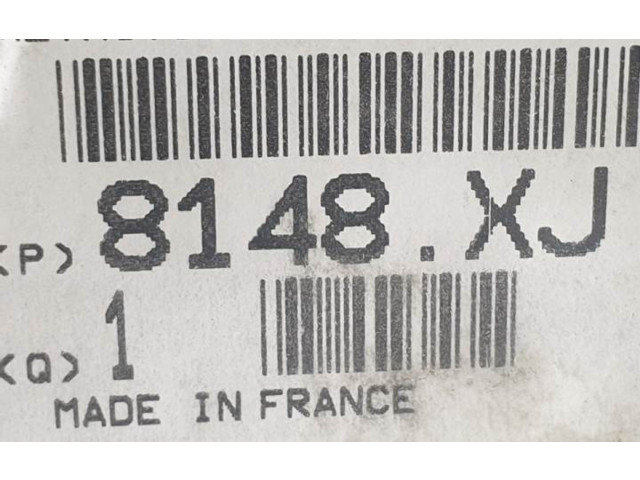 <P> 8148.XJ
<Q> 1
MADE IN FRANCE